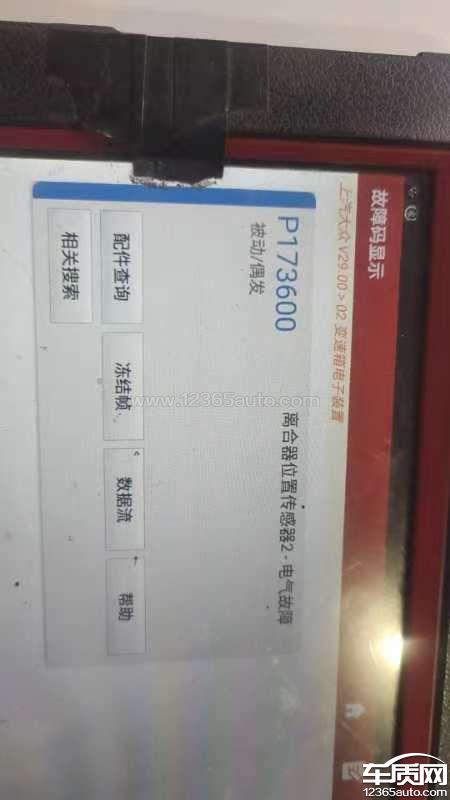 故障码显示
上汽大众 V29.00 > 02 变速箱电子装置
P173600
离合器位置传感器2 - 电气故障
被动/偶发
配件查询
冻结帧
数据流
帮助
相关搜索
www.12365auto.com
车质网
12365auto.com